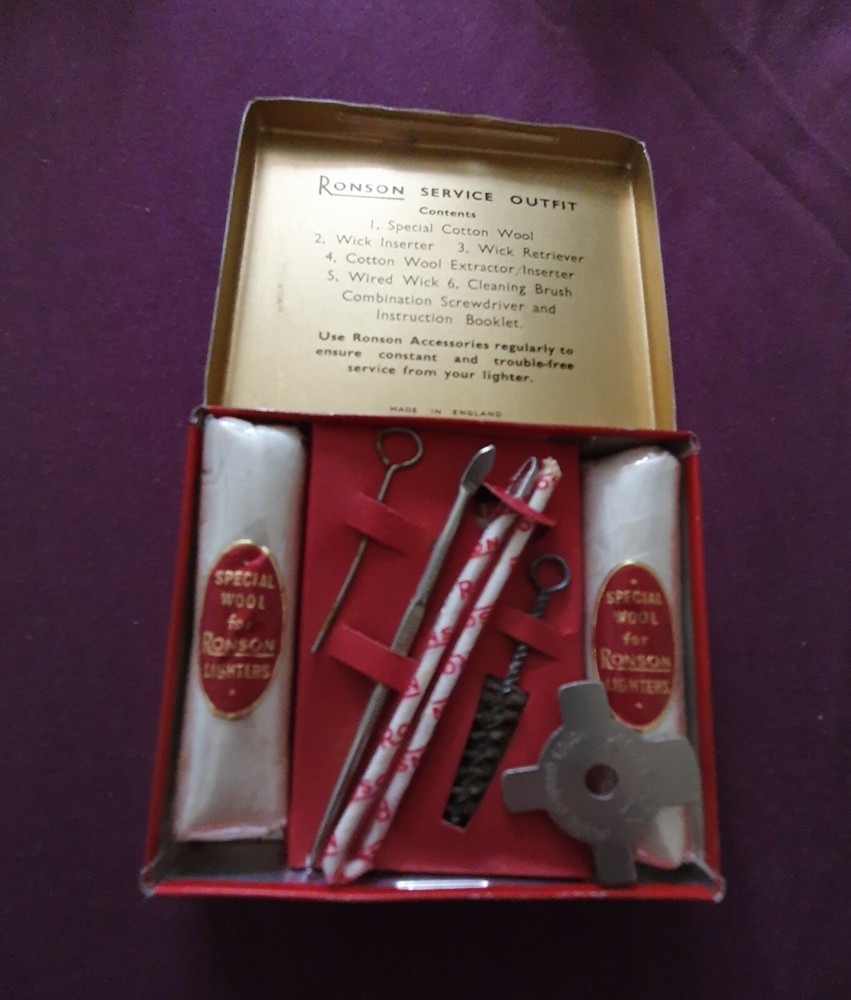 RONSON SERVICE OUTFIT
Contents
1, Special Cotton Wool
2, Wick Inserter 3, Wick Retriever
4, Cotton Wool Extractor/Inserter
5, Wired Wick 6, Cleaning Brush
Combination Screwdriver and
Instruction Booklet.
Use Ronson Accessories regularly to
ensure constant and trouble-free
service from your lighter.
MADE IN ENGLAND
SPECIAL
WOOL
for
RONSON
LIGHTERS
SPECIAL
WOOL
for
RONSON
LIGHTERS